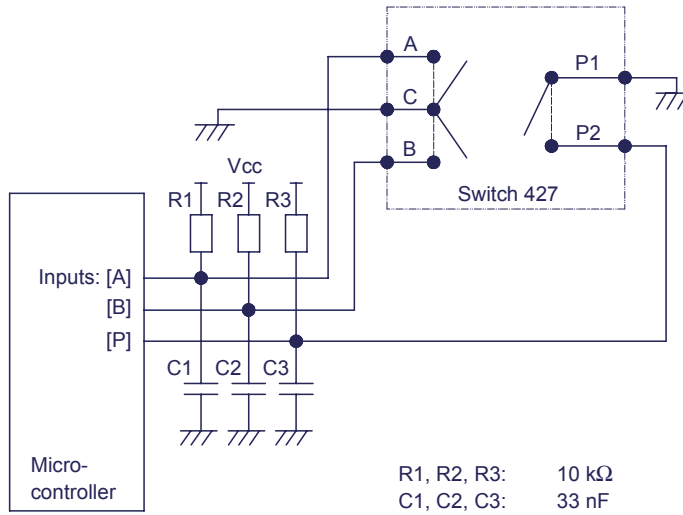 A
P1
C
P2
B
Vcc
Switch 427
R1 R2 R3
Inputs: [A]
[B]
[P]
C1 C2 C3
Micro-
controller
R1, R2, R3: 10 kΩ
C1, C2, C3: 33 nF